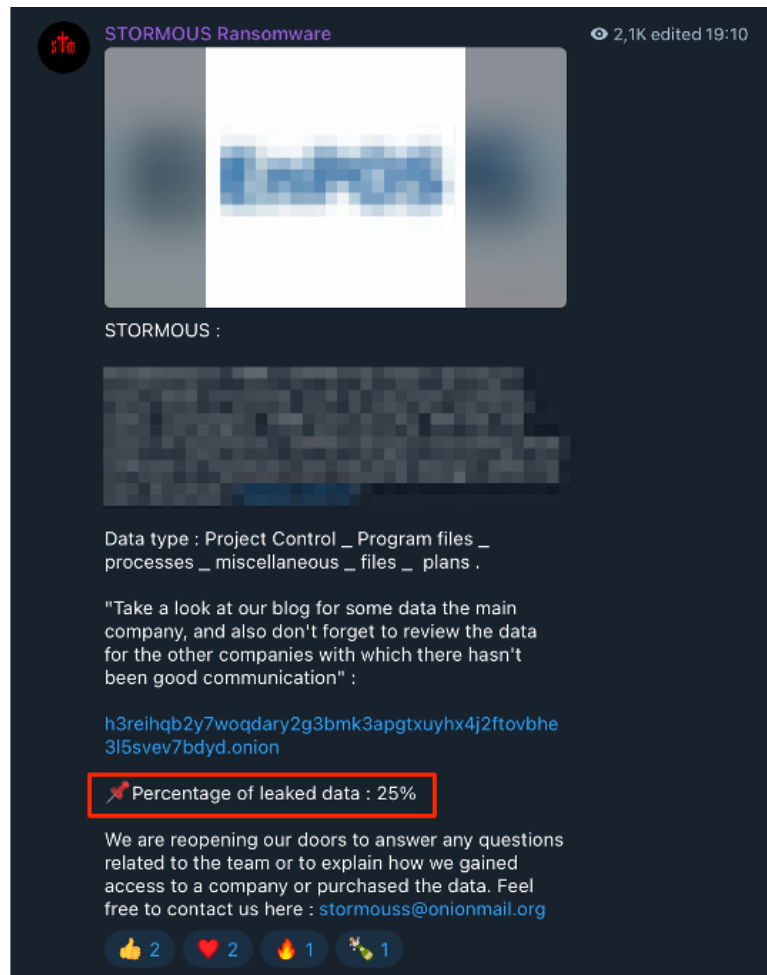 STORMOUS Ransomware
2,1K edited 19:10
STORMOUS :
Data type : Project Control _ Program files _
processes _ miscellaneous _ files _  plans .
"Take a look at our blog for some data the main
company, and also don't forget to review the data
for the other companies with which there hasn't
been good communication" :
h3reihqb2y7woqdary2g3bmk3apgtxuyhx4j2ftovbhe
3l5svev7bdyd.onion
📌Percentage of leaked data : 25%
We are reopening our doors to answer any questions
related to the team or to explain how we gained
access to a company or purchased the data. Feel
free to contact us here : stormouss@onionmail.org
👍 2 ❤️ 2 🔥 1 🍾 1